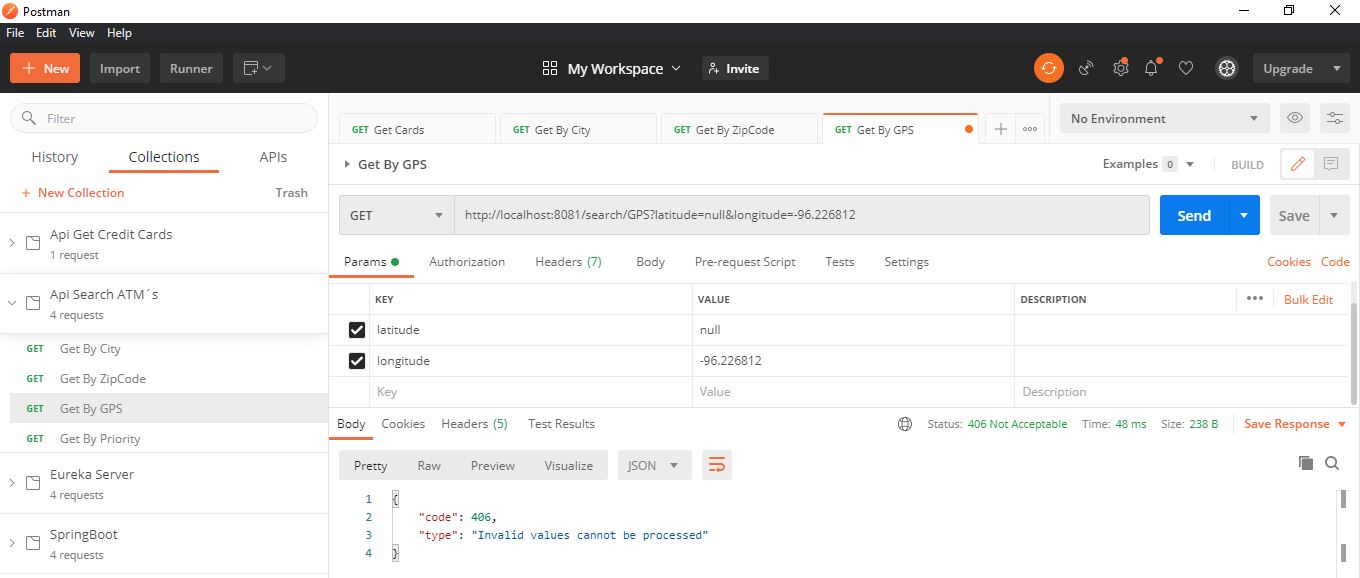 Postman
File Edit View Help
+ New Import Runner My Workspace Invite Upgrade
Filter
History Collections APIs
+ New Collection Trash
Api Get Credit Cards
1 request
Api Search ATM´s
4 requests
GET Get By City
GET Get By ZipCode
GET Get By GPS
GET Get By Priority
Eureka Server
4 requests
SpringBoot
4 requests
GET Get Cards GET Get By City GET Get By ZipCode GET Get By GPS No Environment
Get By GPS Examples 0 BUILD
GET http://localhost:8081/search/GPS?latitude=null&longitude=-96.226812 Send Save
Params Authorization Headers (7) Body Pre-request Script Tests Settings Cookies Code
KEY VALUE DESCRIPTION Bulk Edit
latitude null
longitude -96.226812
Key Value Description
Body Cookies Headers (5) Test Results Status: 406 Not Acceptable Time: 48 ms Size: 238 B Save Response
Pretty Raw Preview Visualize JSON
1 {
2 "code": 406,
3 "type": "Invalid values cannot be processed"
4 }